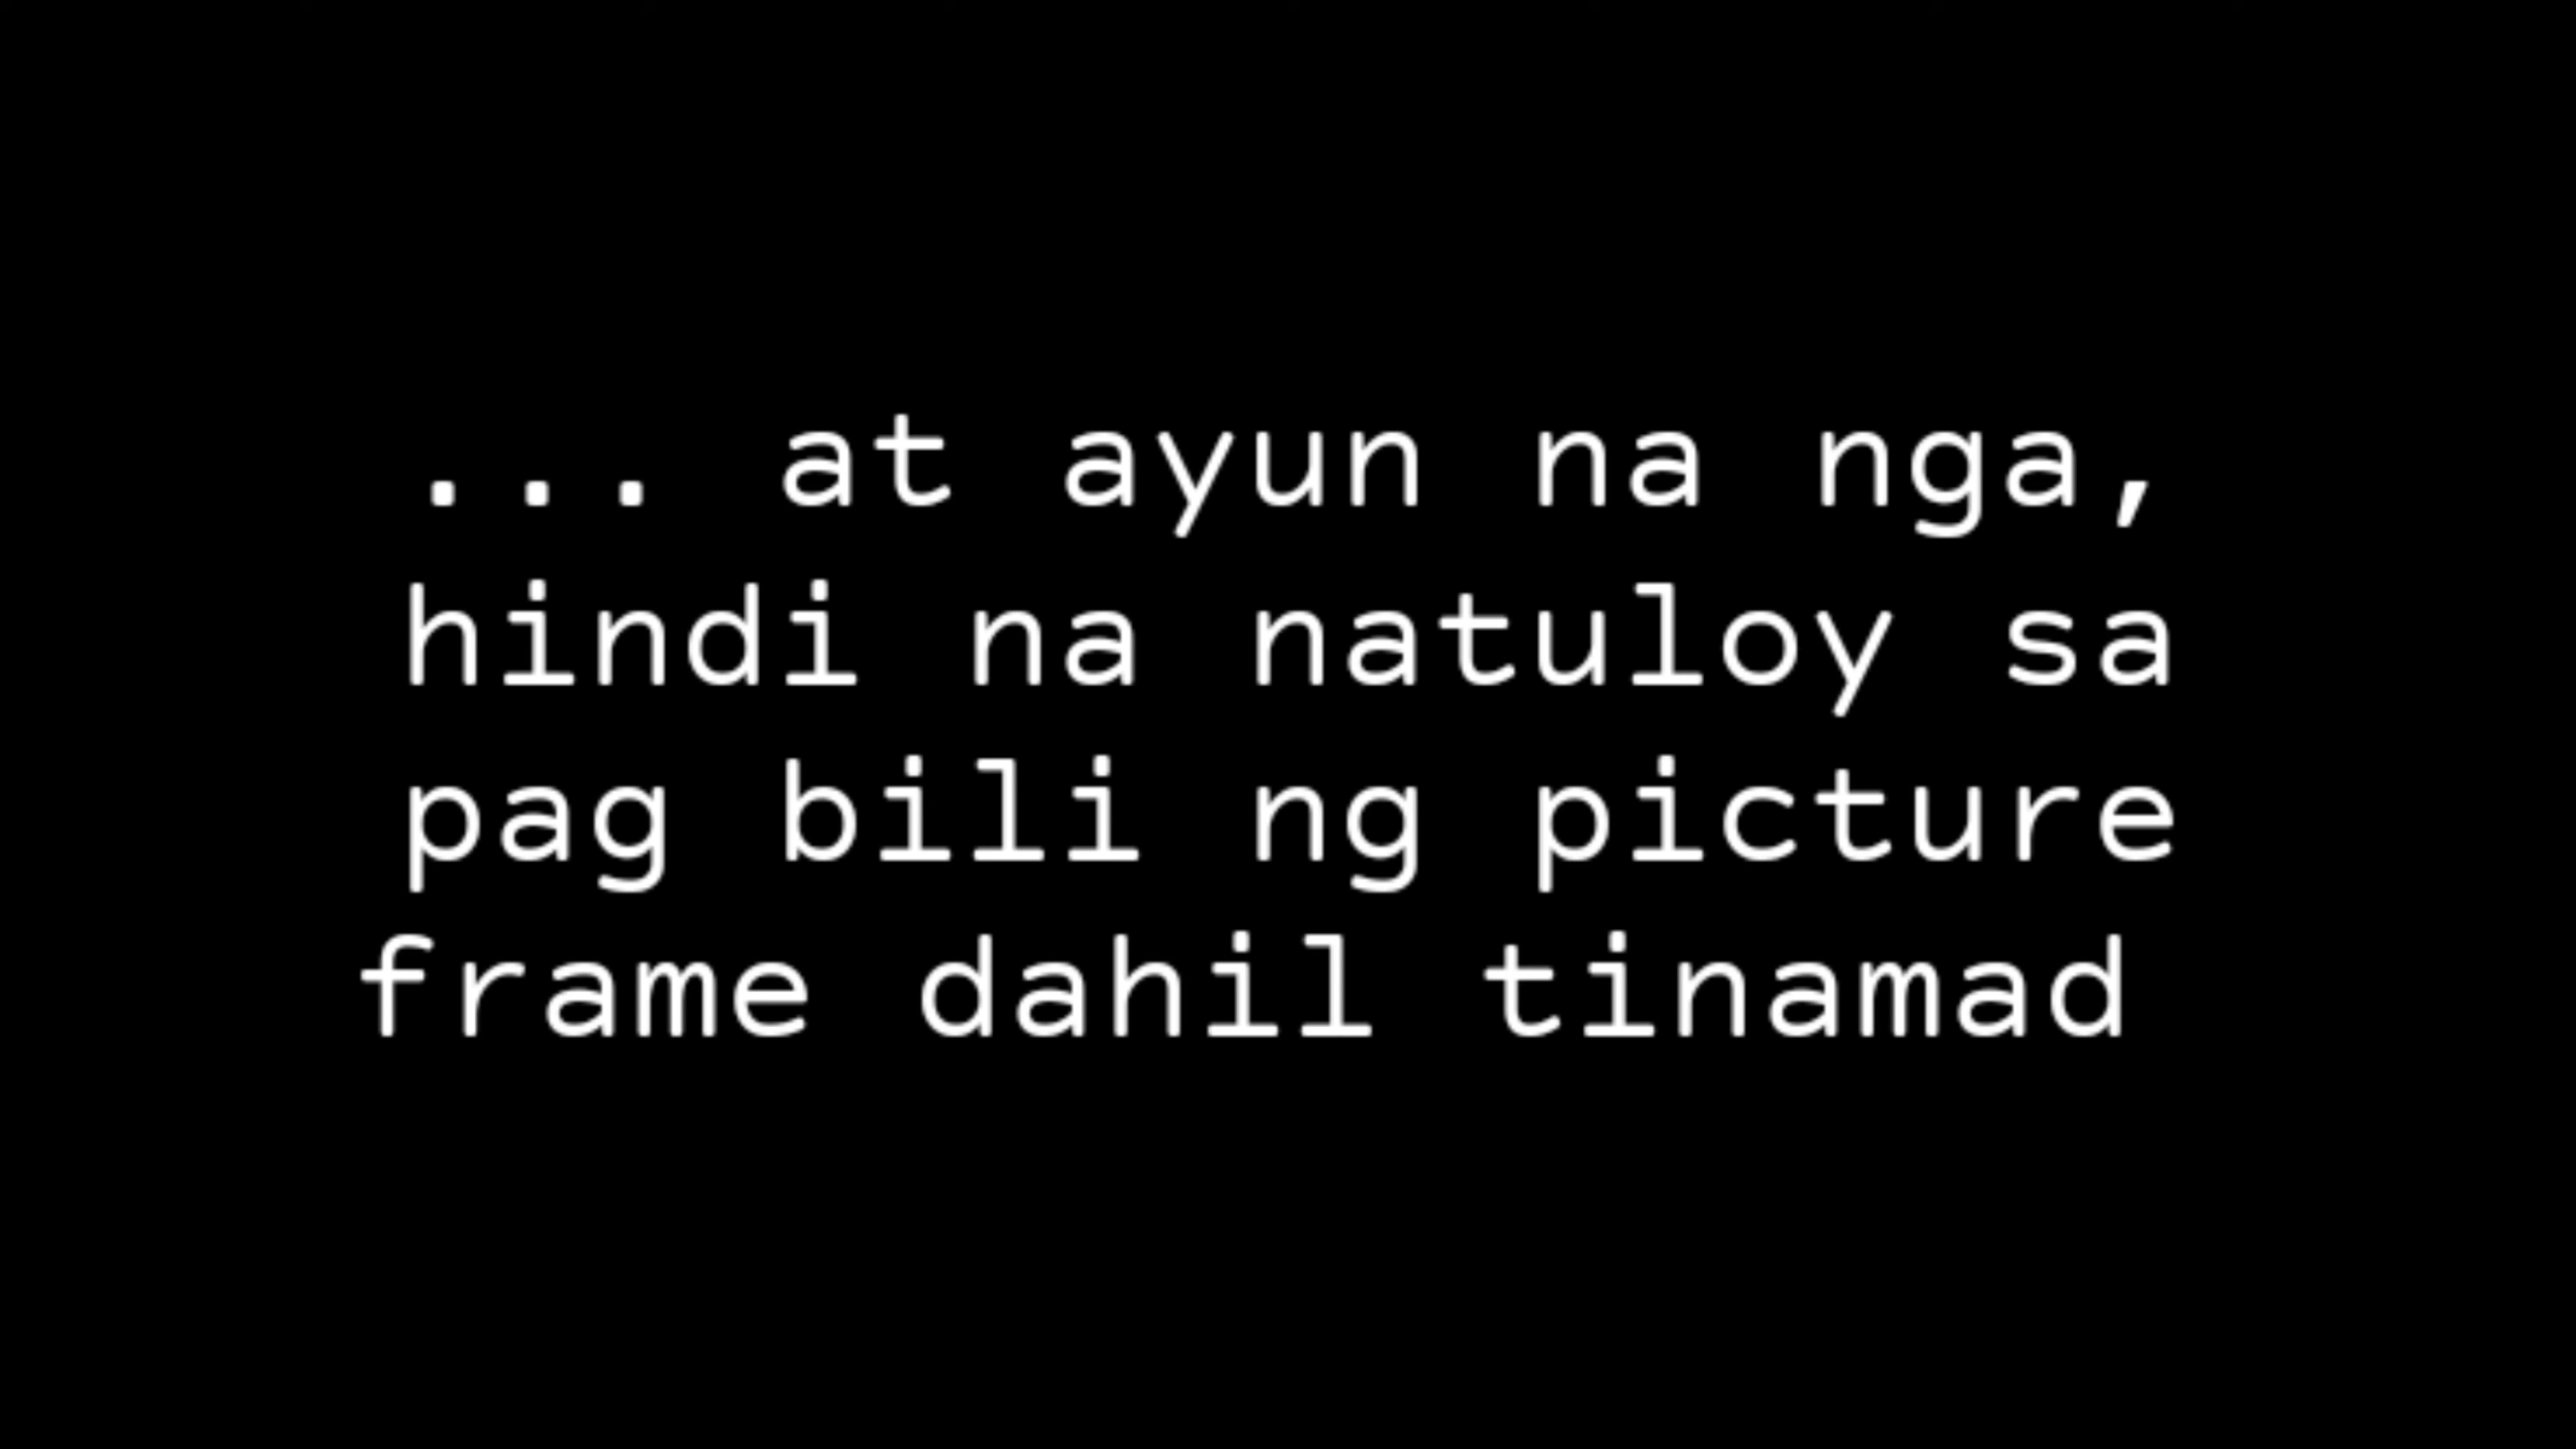 ... at ayun na nga,
hindi na natuloy sa
pag bili ng picture
frame dahil tinamad